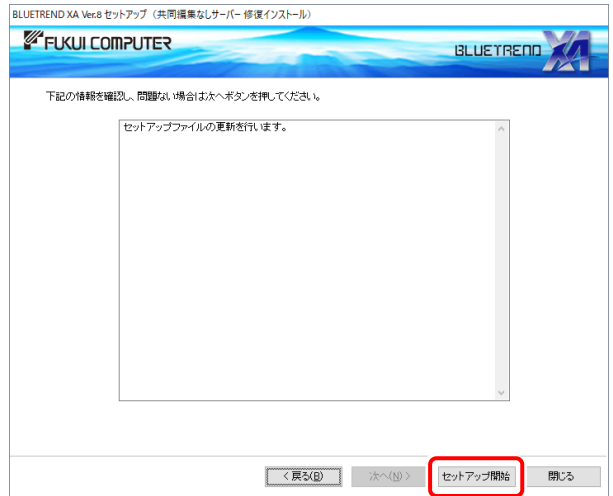 BLUETREND XA Ver.8 セットアップ（共同編集なしサーバー 修復インストール）
FUKUI COMPUTER
BLUETREND XA
下記の情報を確認し、問題ない場合は次へボタンを押してください。
セットアップファイルの更新を行います。
< 戻る(B) 次へ(N) > セットアップ開始 閉じる